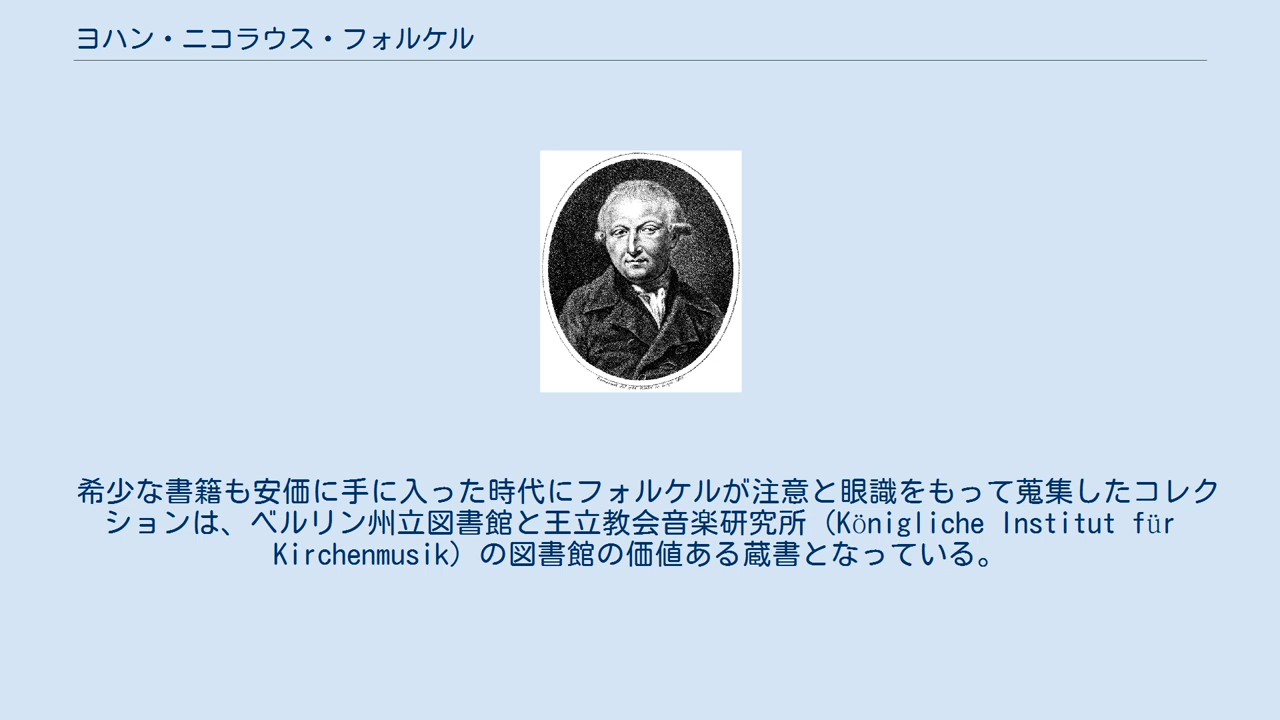 ヨハン・ニコラウス・フォルケル
希少な書籍も安価に手に入った時代にフォルケルが注意と眼識をもって蒐集したコレク
ションは、ベルリン州立図書館と王立教会音楽研究所（Königliche Institut für
Kirchenmusik）の図書館の価値ある蔵書となっている。